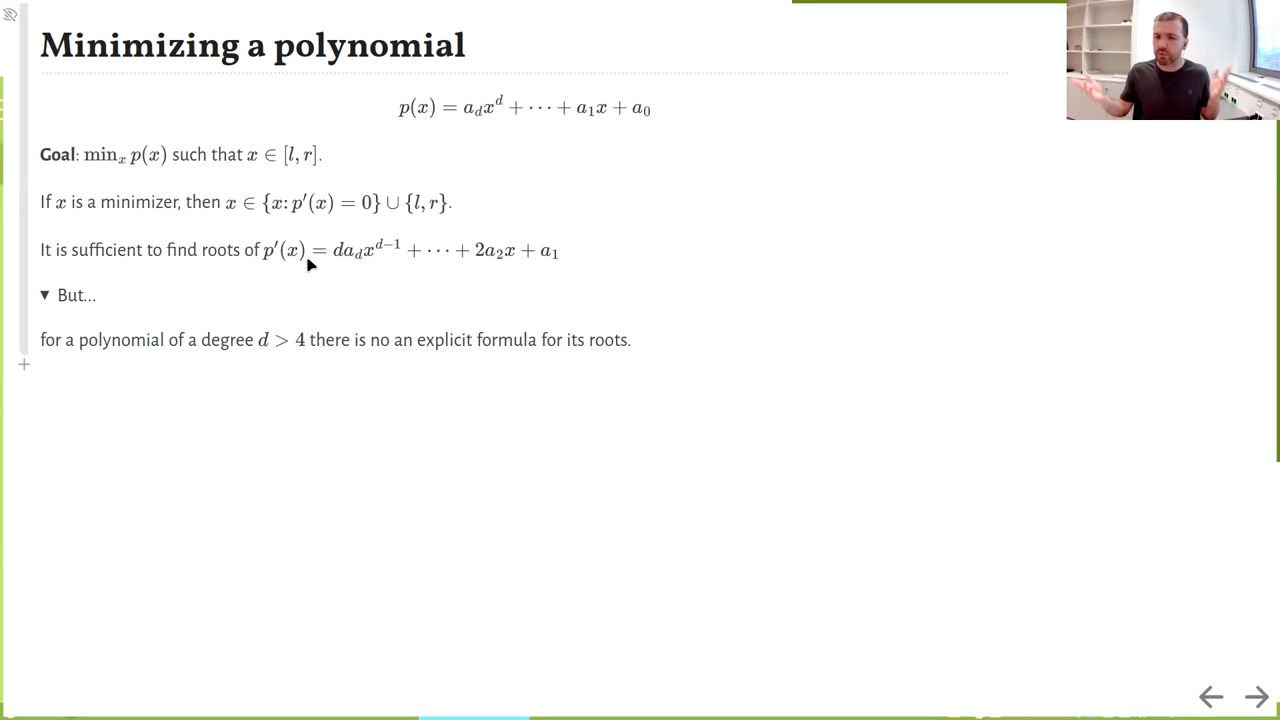 Minimizing a polynomial
p(x) = a_d x^d + ⋯ + a_1 x + a_0
Goal: min_x p(x) such that x ∈ [l, r].
If x is a minimizer, then x ∈ {x: p′(x) = 0} ∪ {l, r}.
It is sufficient to find roots of p′(x) = d a_d x^{d−1} + ⋯ + 2a_2 x + a_1
▼ But...
for a polynomial of a degree d > 4 there is no an explicit formula for its roots.